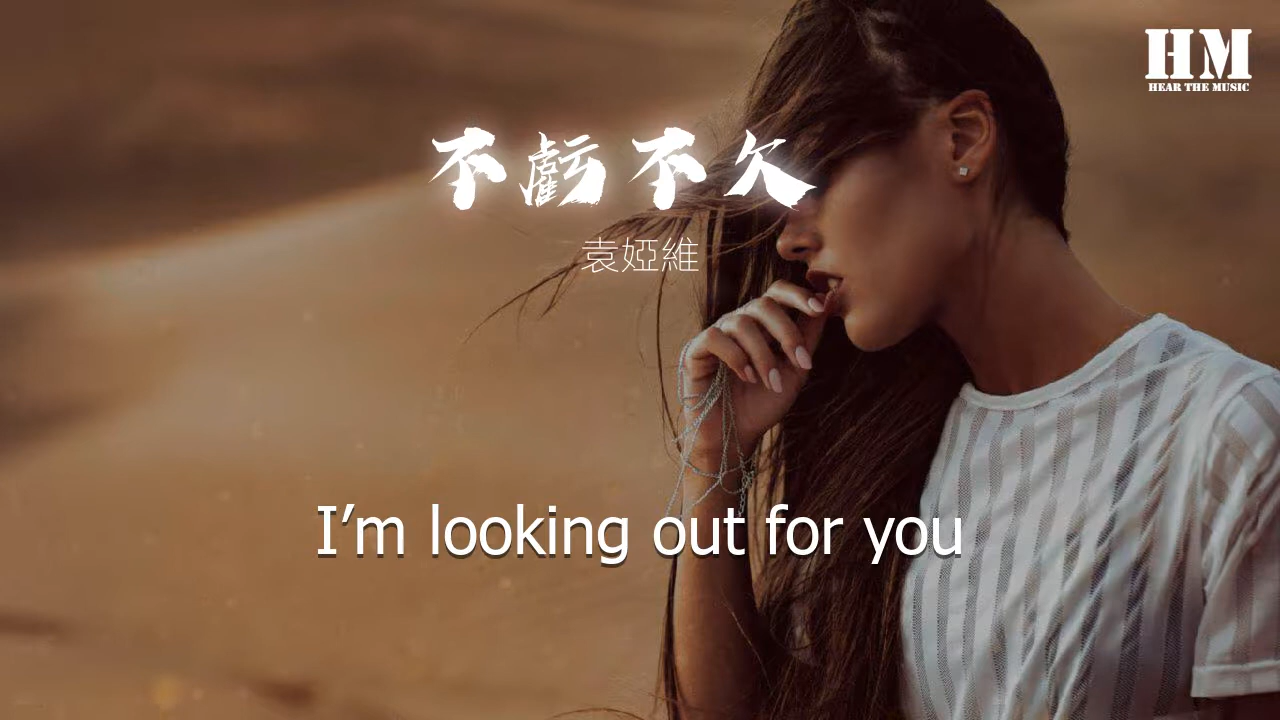 HM
HEAR THE MUSIC
不虧不欠
袁婭維
I’m looking out for you